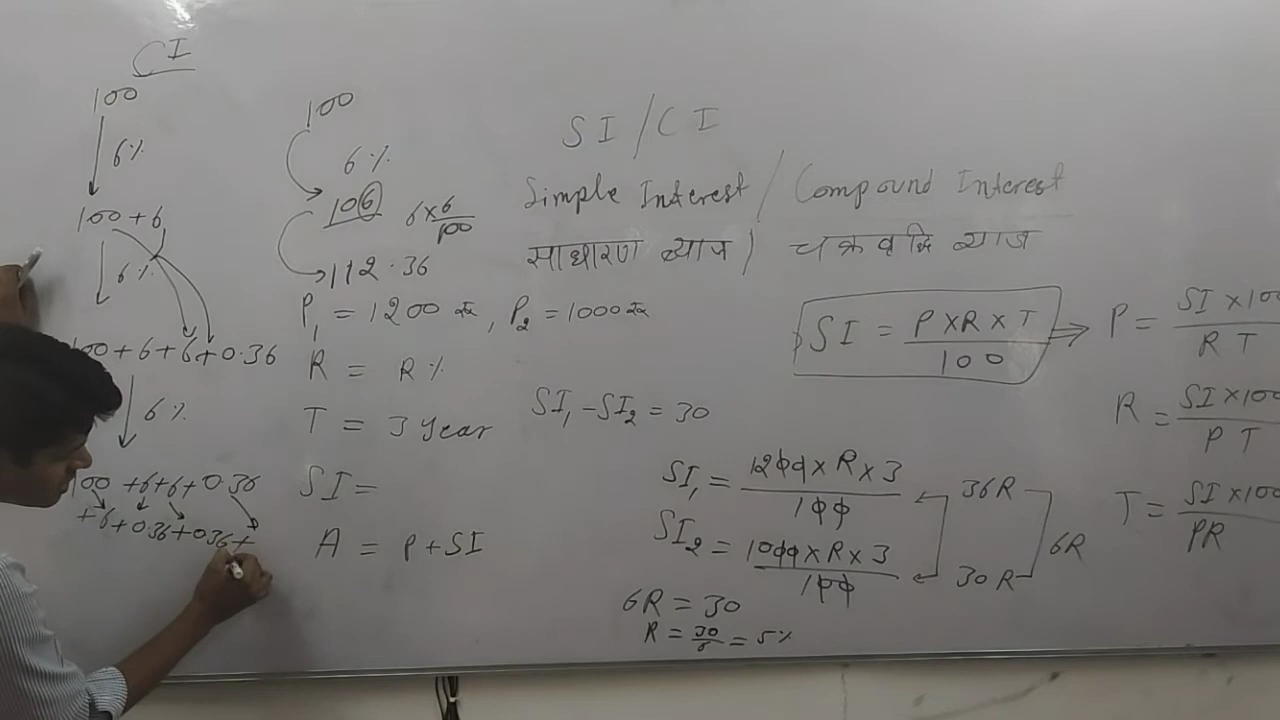 CI
100
6%
100 + 6
6%
100 + 6 + 6 + 0.36
6%
100 + 6 + 6 + 0.36
+ 6 + 0.36 + 0.36 +
100
6%
106 6 × 6/100
112.36
P₁ = 1200 रू, P₂ = 1000 रू
R = R%
T = 3 year
SI =
A = P + SI
SI / CI
Simple Interest / Compound Interest
साधारण ब्याज / चक्रवृद्धि ब्याज
SI = P × R × T / 100 ⇒ P = SI × 100 / R T
R = SI × 100 / P T
T = SI × 100 / PR
SI₁ - SI₂ = 30
SI₁ = 1200 × R × 3 / 100 36R
SI₂ = 1000 × R × 3 / 100 30R
6R
6R = 30
R = 30/6 = 5%